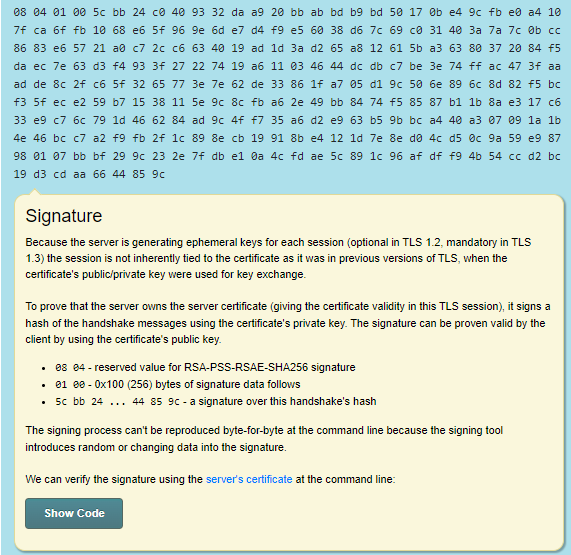 08 04 01 00 5c bb 24 c0 40 93 32 da a9 20 bb ab bd b9 bd 50 17 0b e4 9c fb e0 a4 10
7f ca 6f fb 10 68 e6 5f 96 9e 6d e7 d4 f9 e5 60 38 d6 7c 69 c0 31 40 3a 7a 7c 0b cc
86 83 e6 57 21 a0 c7 2c c6 63 40 19 ad 1d 3a d2 65 a8 12 61 5b a3 63 80 37 20 84 f5
da ec 7e 63 d3 f4 93 3f 27 22 74 19 a6 11 03 46 44 dc db c7 be 3e 74 ff ac 47 3f aa
ad de 8c 2f c6 5f 32 65 77 3e 7e 62 de 33 86 1f a7 05 d1 9c 50 6e 89 6c 8d 82 f5 bc
f3 5f ec e2 59 b7 15 38 11 5e 9c 8c fb a6 2e 49 bb 84 74 f5 85 87 b1 1b 8a e3 17 c6
33 e9 c7 6c 79 1d 46 62 84 ad 9c 4f f7 35 a6 d2 e9 63 b5 9b bc a4 40 a3 07 09 1a 1b
4e 46 bc c7 a2 f9 fb 2f 1c 89 8e cb 19 91 8b e4 12 1d 7e 8e d0 4c d5 0c 9a 59 e9 87
98 01 07 bb bf 29 9c 23 2e 7f db e1 0a 4c fd ae 5c 89 1c 96 af df f9 4b 54 cc d2 bc
19 d3 cd aa 66 44 85 9c
Signature
Because the server is generating ephemeral keys for each session (optional in TLS 1.2, mandatory in TLS
1.3) the session is not inherently tied to the certificate as it was in previous versions of TLS, when the
certificate's public/private key were used for key exchange.
To prove that the server owns the server certificate (giving the certificate validity in this TLS session), it signs a
hash of the handshake messages using the certificate's private key. The signature can be proven valid by the
client by using the certificate's public key.
• 08 04 - reserved value for RSA-PSS-RSAE-SHA256 signature
• 01 00 - 0x100 (256) bytes of signature data follows
• 5c bb 24 ... 44 85 9c - a signature over this handshake's hash
The signing process can't be reproduced byte-for-byte at the command line because the signing tool
introduces random or changing data into the signature.
We can verify the signature using the server's certificate at the command line:
Show Code